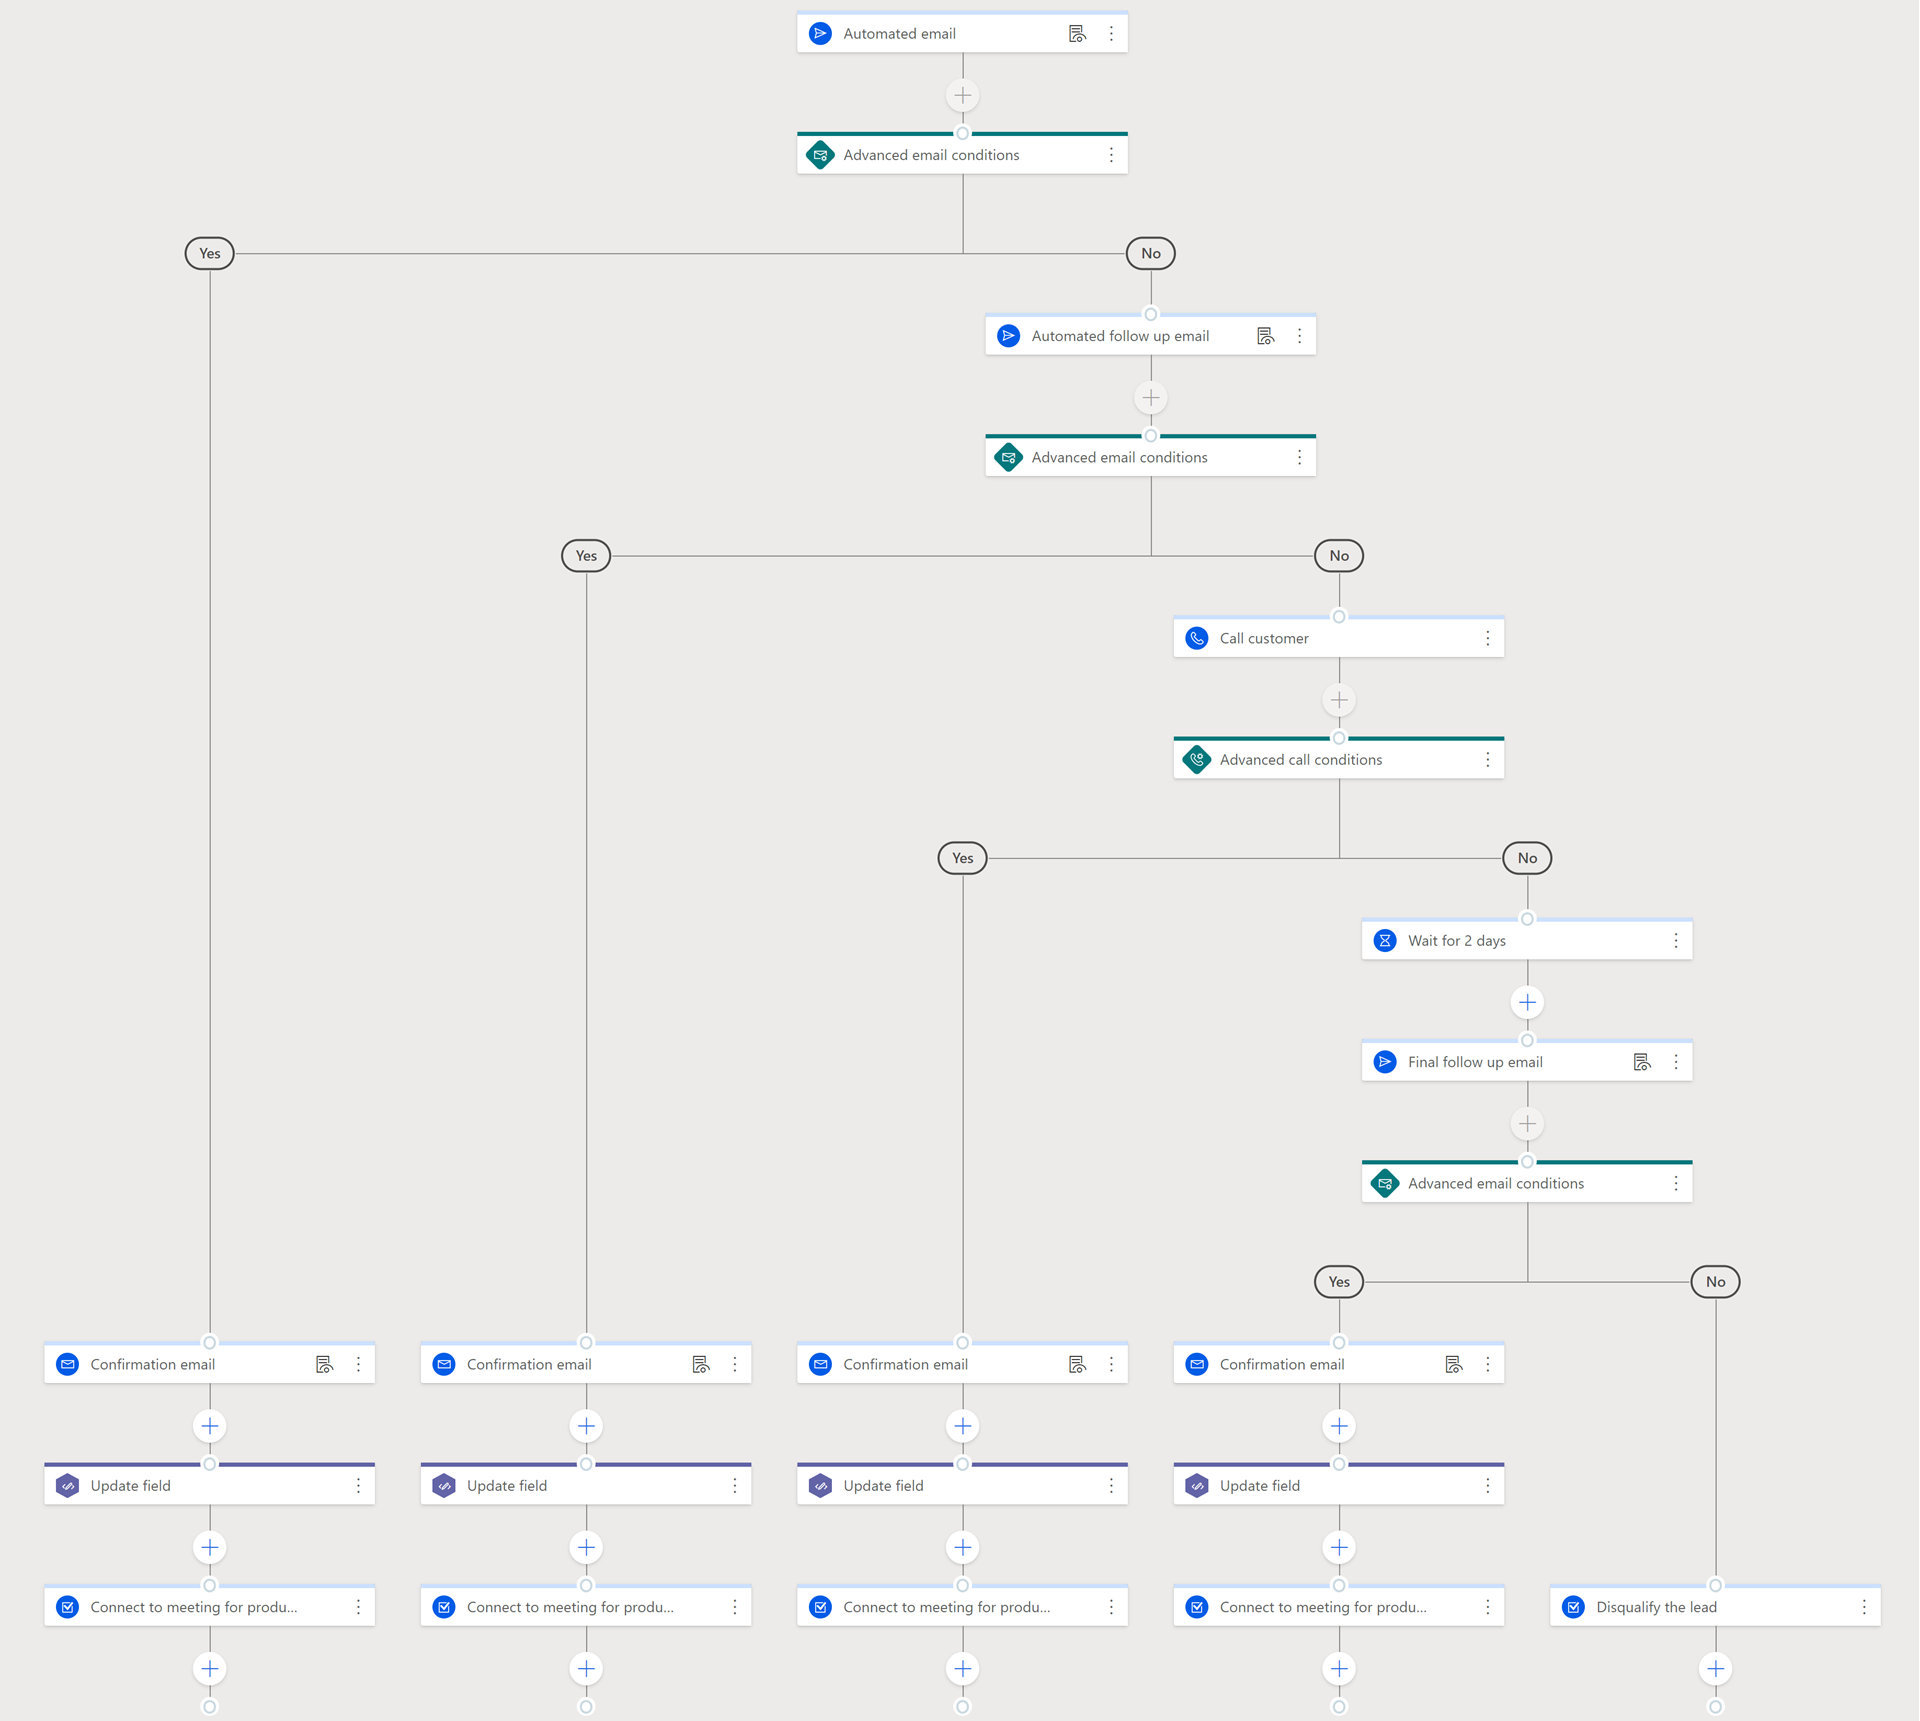 Automated email
Advanced email conditions
Yes
No
Automated follow up email
Advanced email conditions
Yes
No
Call customer
Advanced call conditions
Yes
No
Wait for 2 days
Final follow up email
Advanced email conditions
Yes
No
Confirmation email
Confirmation email
Confirmation email
Confirmation email
Update field
Update field
Update field
Update field
Connect to meeting for produ...
Connect to meeting for produ...
Connect to meeting for produ...
Connect to meeting for produ...
Disqualify the lead